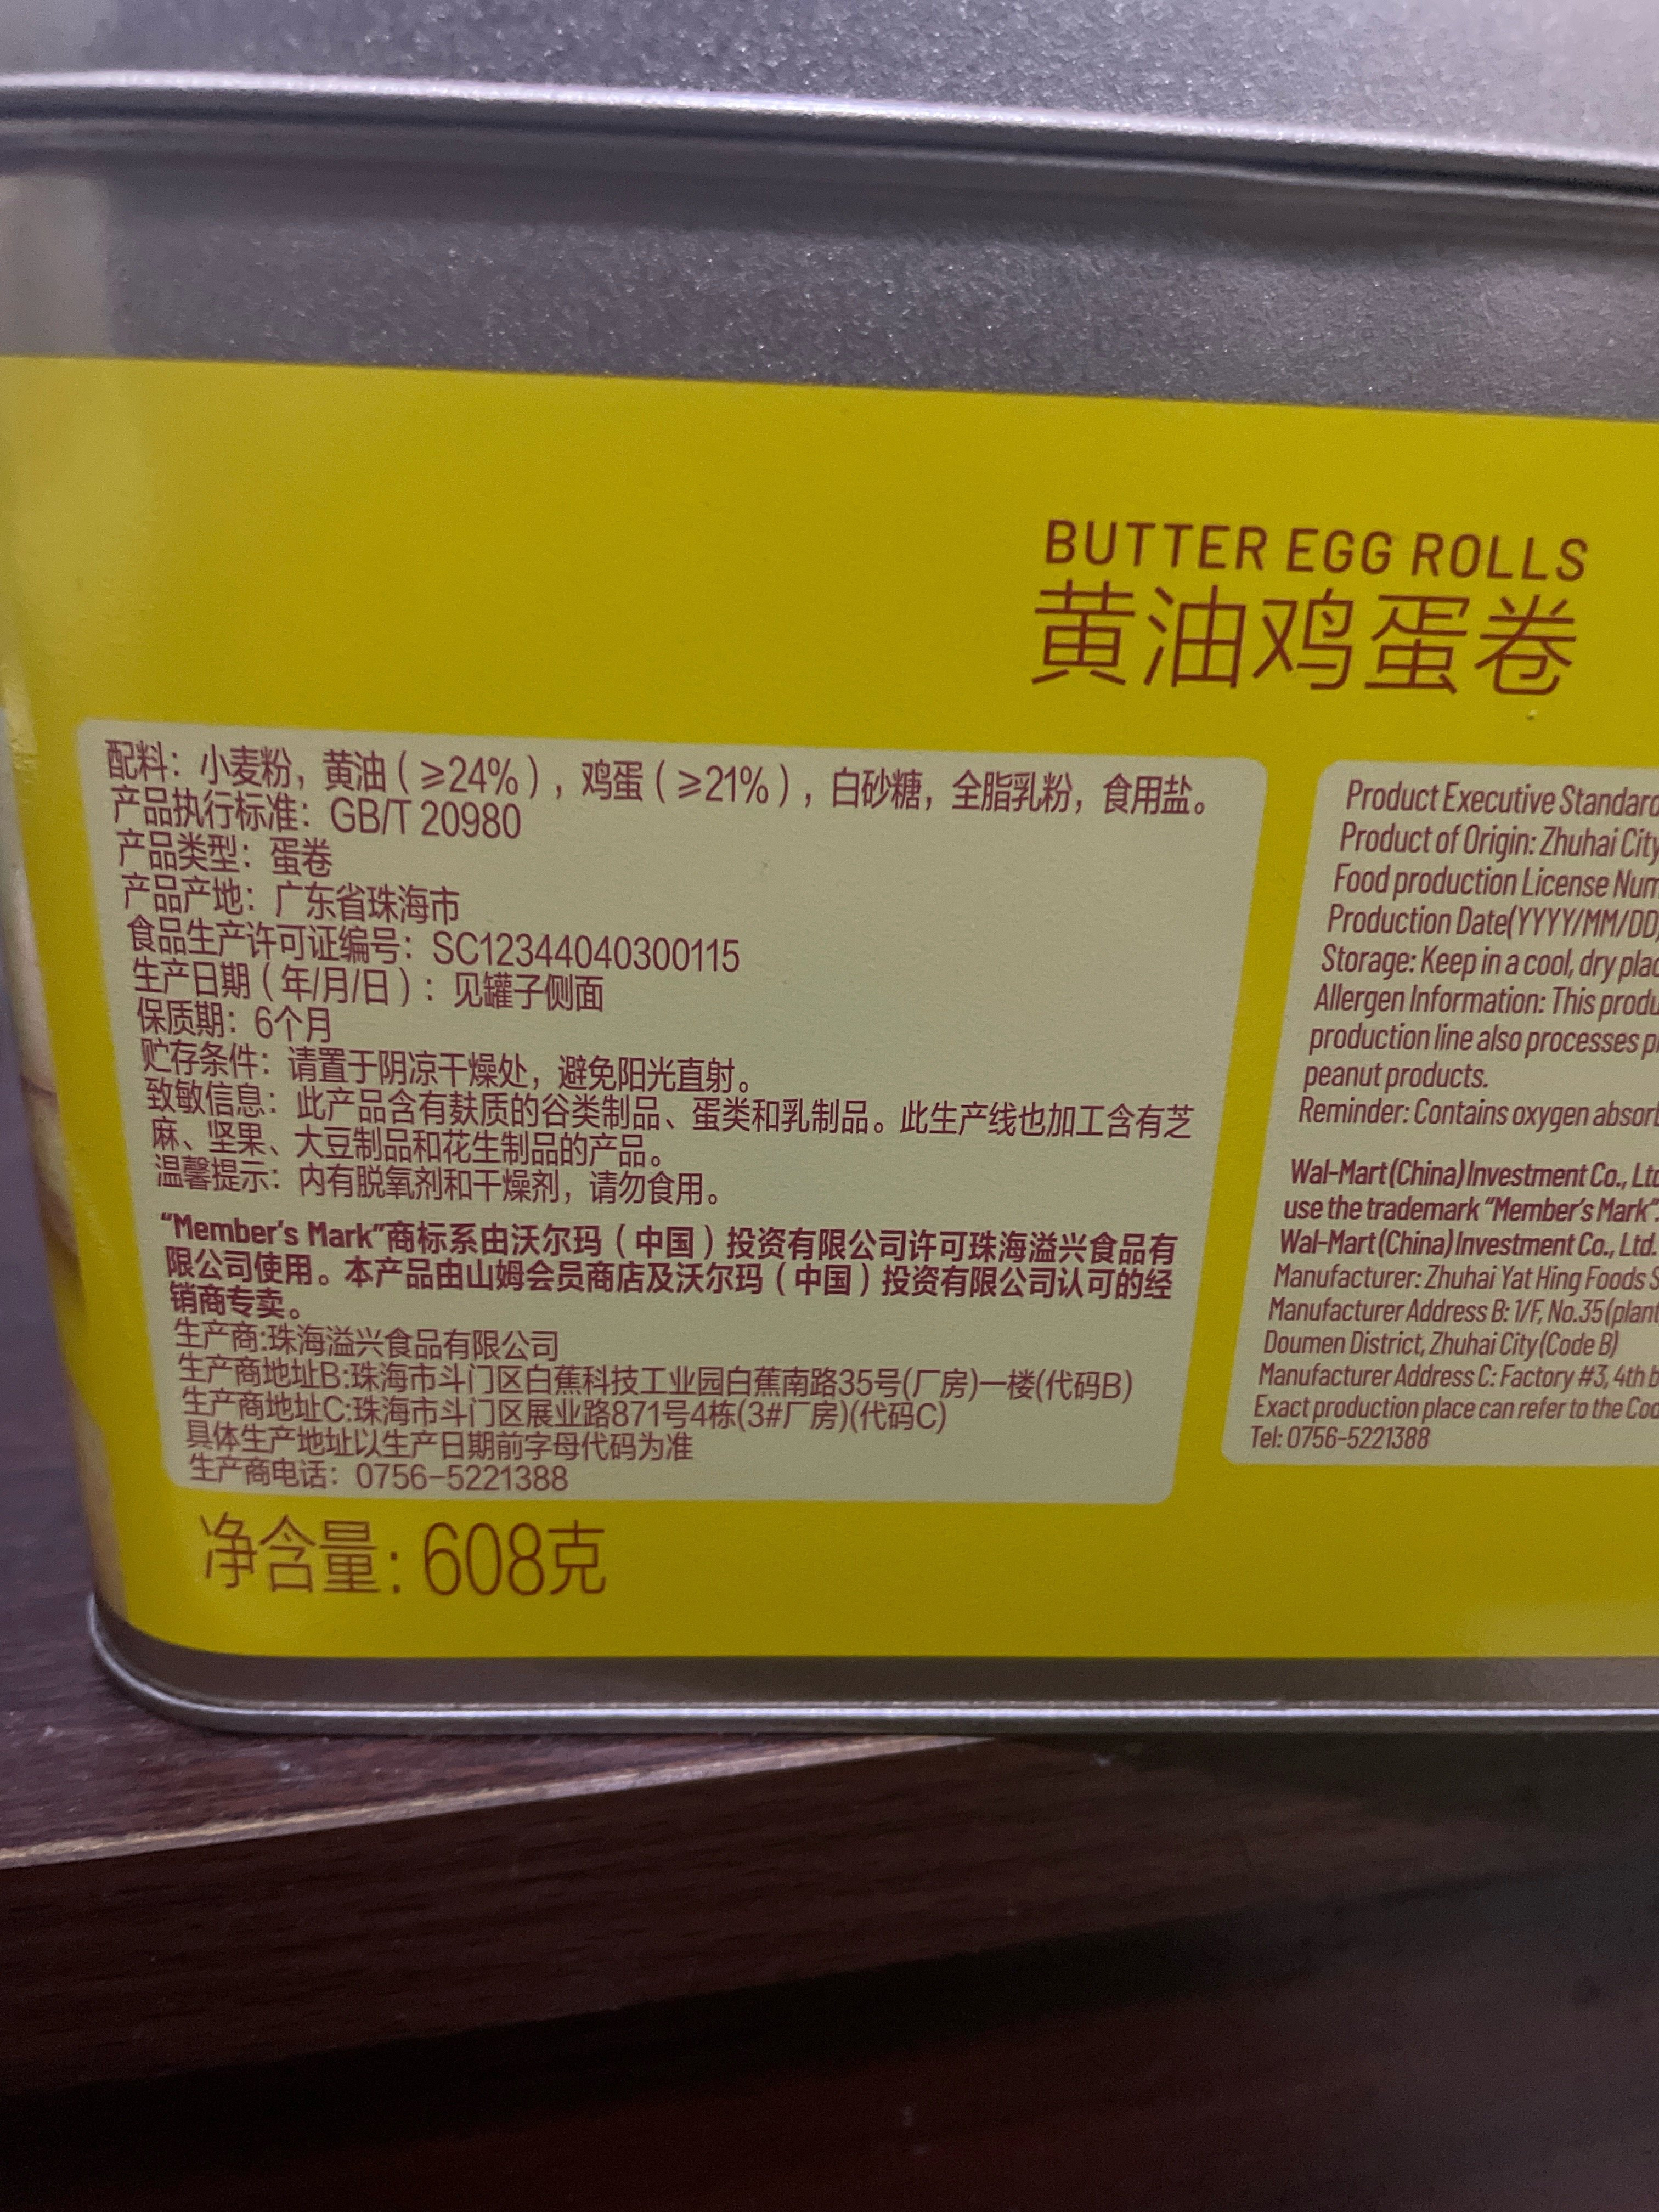 BUTTER EGG ROLLS
黄油鸡蛋卷
配料：小麦粉，黄油（≥24%），鸡蛋（≥21%），白砂糖，全脂乳粉，食用盐。
产品执行标准：GB/T 20980
产品类型：蛋卷
产品产地：广东省珠海市
食品生产许可证编号：SC12344040300115
生产日期（年/月/日）：见罐子侧面
保质期：6个月
贮存条件：请置于阴凉干燥处，避免阳光直射。
致敏信息：此产品含有麸质的谷类制品、蛋类和乳制品。此生产线也加工含有芝
麻、坚果、大豆制品和花生制品的产品。
温馨提示：内有脱氧剂和干燥剂，请勿食用。
“Member's Mark”商标系由沃尔玛（中国）投资有限公司许可珠海溢兴食品有
限公司使用。本产品由山姆会员商店及沃尔玛（中国）投资有限公司认可的经
销商专卖。
生产商:珠海溢兴食品有限公司
生产商地址B:珠海市斗门区白蕉科技工业园白蕉南路35号(厂房)一楼(代码B)
生产商地址C:珠海市斗门区展业路871号4栋(3#厂房)(代码C)
具体生产地址以生产日期前字母代码为准
生产商电话：0756-5221388
净含量: 608克
Product Executive Standard
Product of Origin: Zhuhai City
Food production License Num
Production Date(YYYY/MM/DD)
Storage: Keep in a cool, dry plac
Allergen Information: This produ
production line also processes p
peanut products.
Reminder: Contains oxygen absor
Wal-Mart(China)Investment Co., Ltd
use the trademark “Member's Mark”.
Wal-Mart(China)Investment Co., Ltd.
Manufacturer: Zhuhai Yat Hing Foods
Manufacturer Address B: 1/F, No.35(plant
Doumen District, Zhuhai City(Code B)
Manufacturer Address C: Factory #3, 4th
Exact production place can refer to the Cod
Tel: 0756-5221388